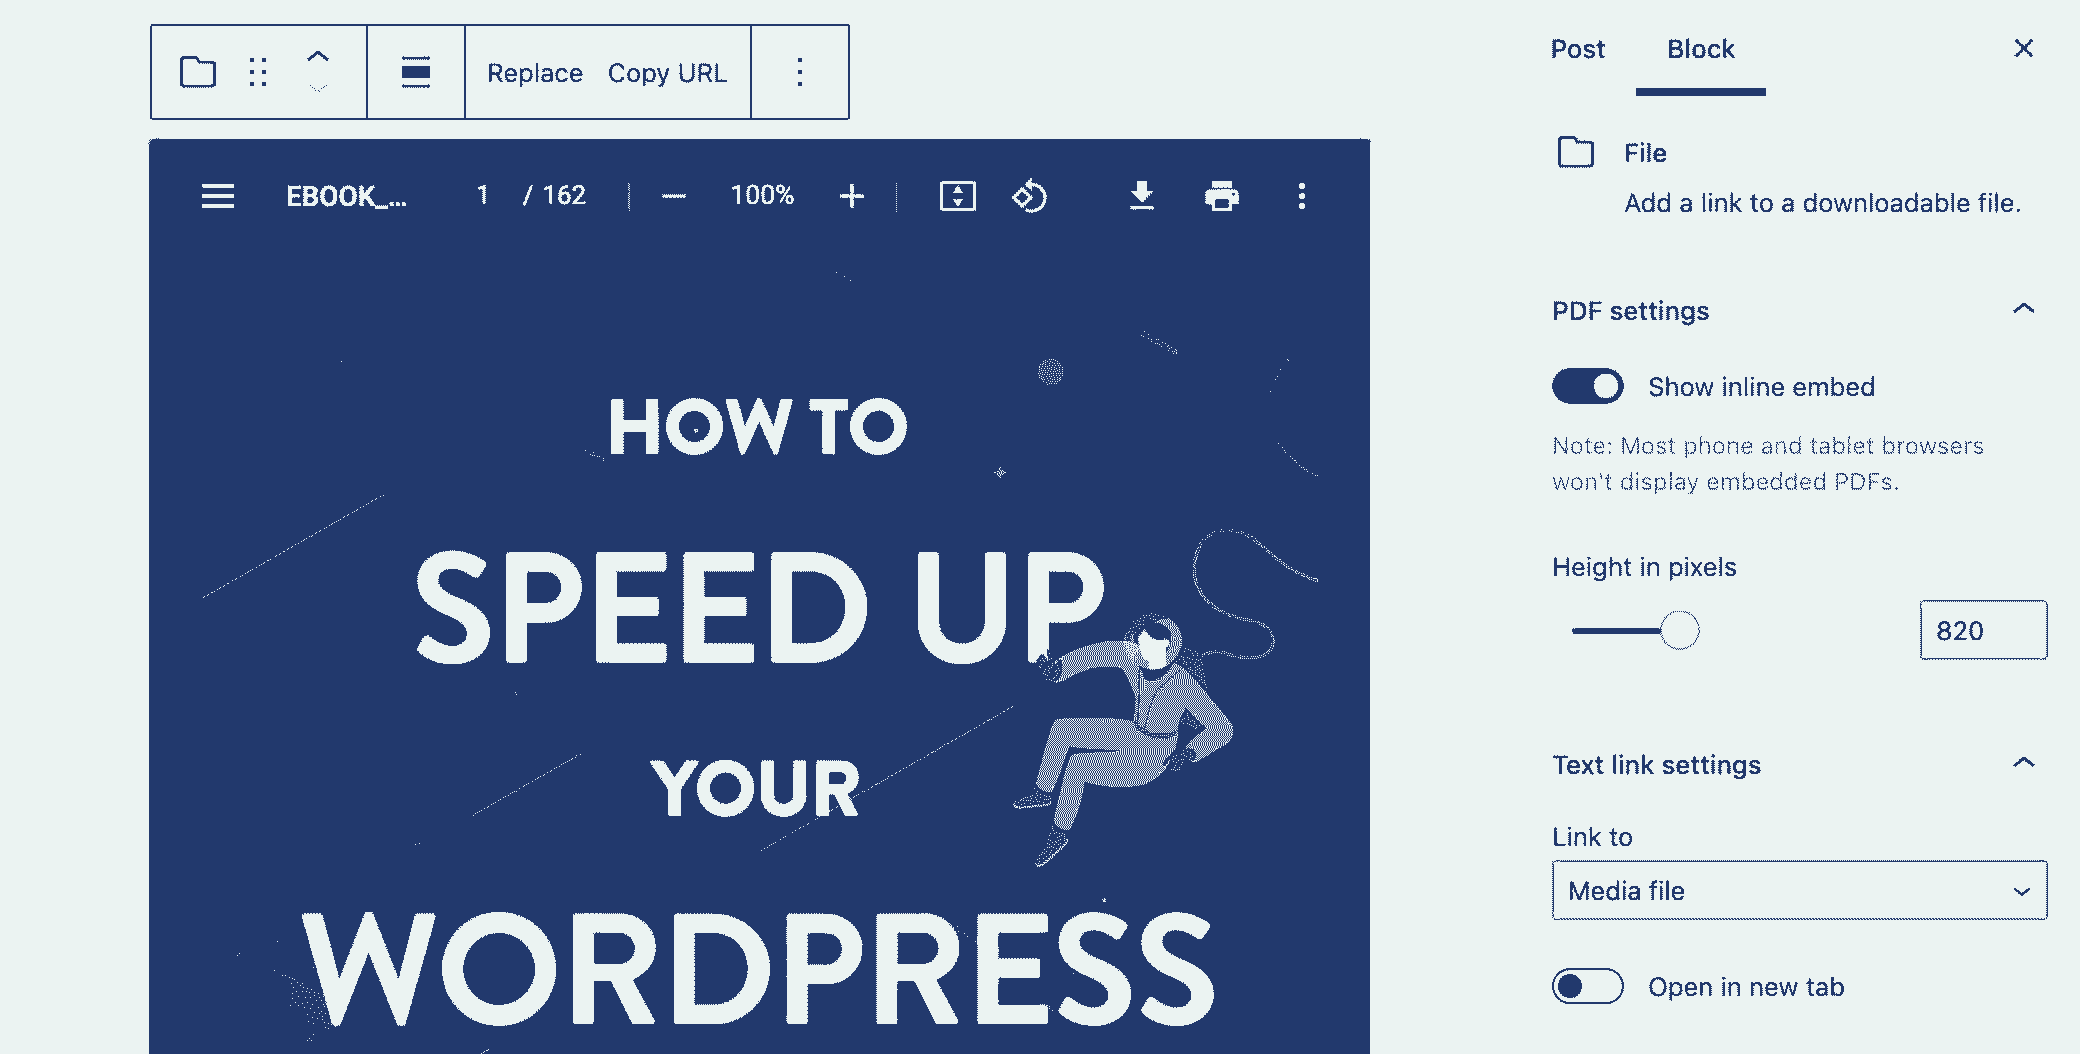 Replace Copy URL
EBOOK_... 1 / 162 100%
HOW TO
SPEED UP
YOUR
WORDPRESS
Post Block
File
Add a link to a downloadable file.
PDF settings
Show inline embed
Note: Most phone and tablet browsers
won't display embedded PDFs.
Height in pixels
820
Text link settings
Link to
Media file
Open in new tab